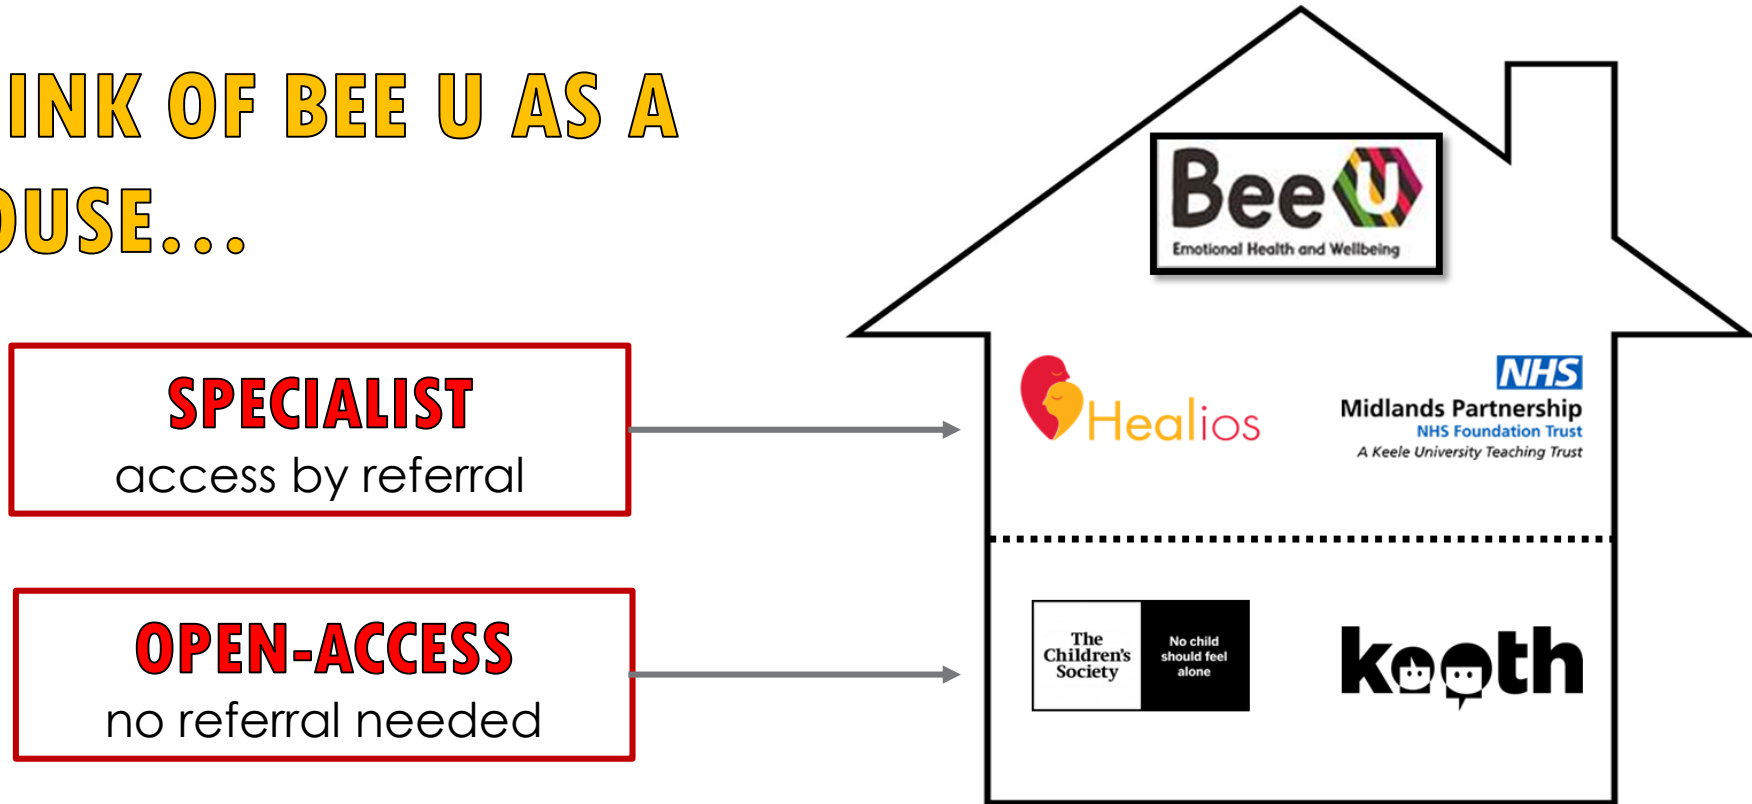 INK OF BEE U AS A
OUSE...
Bee U
Emotional Health and Wellbeing
SPECIALIST
access by referral
Healios
NHS
Midlands Partnership
NHS Foundation Trust
A Keele University Teaching Trust
OPEN-ACCESS
no referral needed
The
Children's
Society
No child
should feel
alone
kooth